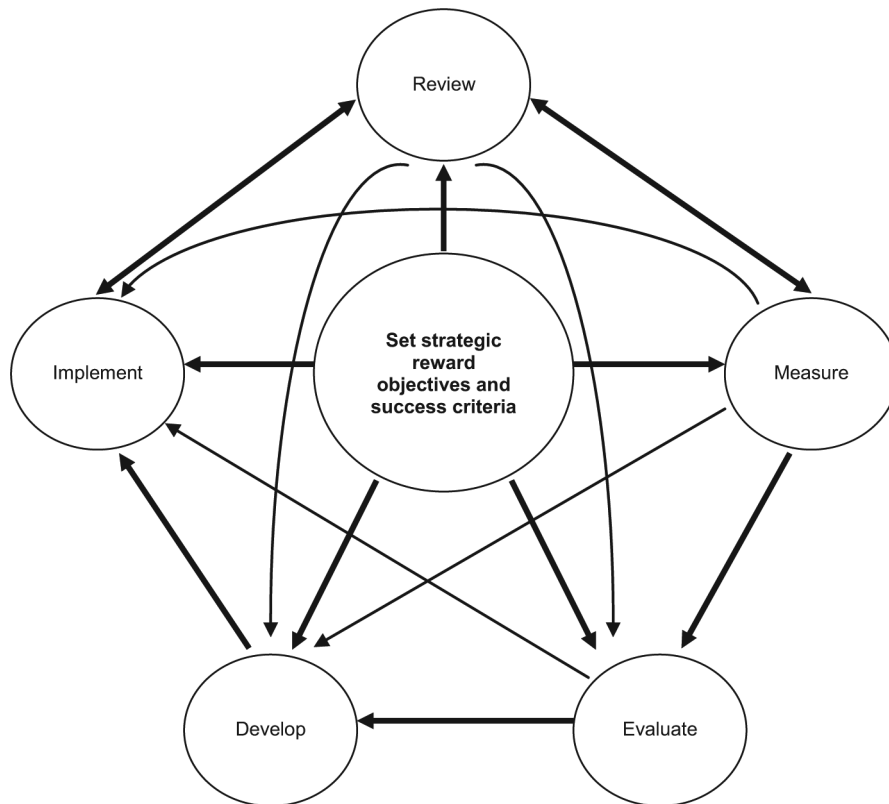 Review
Set strategic
reward
objectives and
success criteria
Implement
Measure
Develop
Evaluate